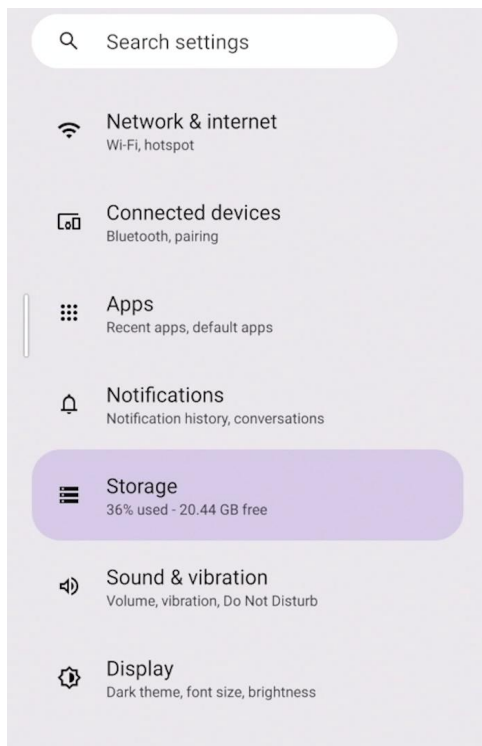 Search settings
Network & internet
Wi-Fi, hotspot
Connected devices
Bluetooth, pairing
Apps
Recent apps, default apps
Notifications
Notification history, conversations
Storage
36% used - 20.44 GB free
Sound & vibration
Volume, vibration, Do Not Disturb
Display
Dark theme, font size, brightness